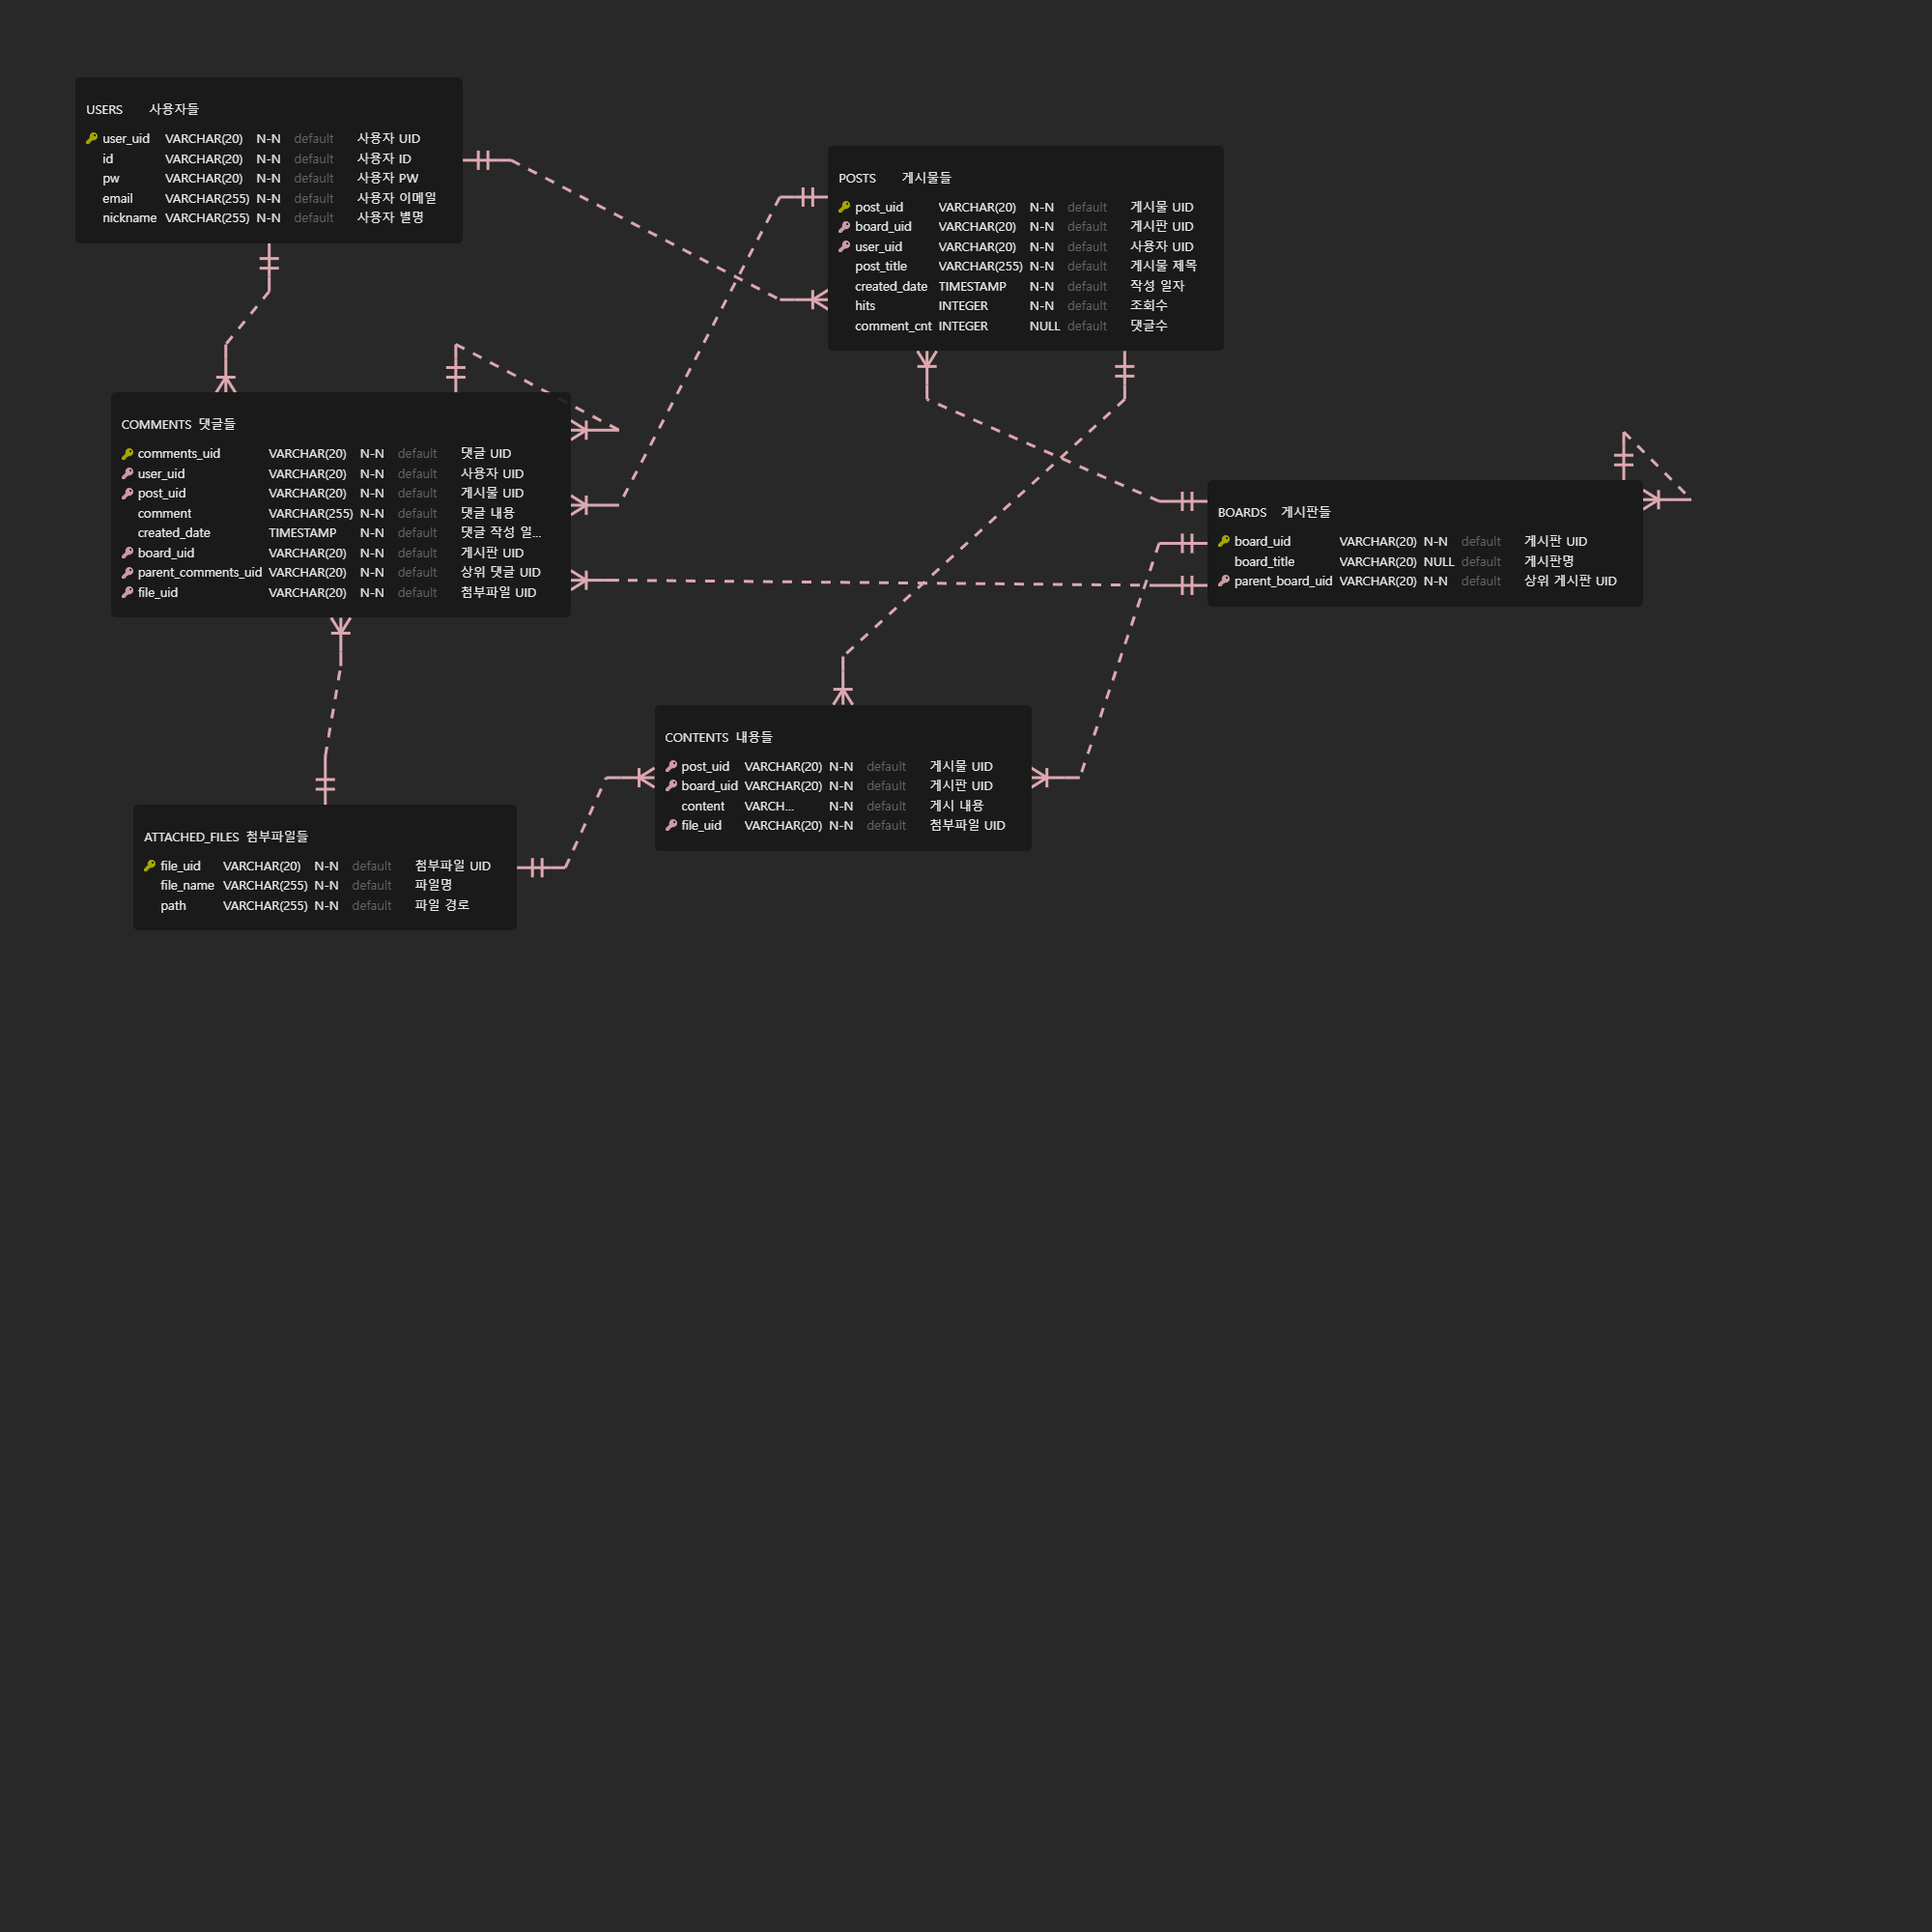 USERS 사용자들
user_uid VARCHAR(20) N-N default 사용자 UID
id VARCHAR(20) N-N default 사용자 ID
pw VARCHAR(20) N-N default 사용자 PW
email VARCHAR(255) N-N default 사용자 이메일
nickname VARCHAR(255) N-N default 사용자 별명
POSTS 게시물들
post_uid VARCHAR(20) N-N default 게시물 UID
board_uid VARCHAR(20) N-N default 게시판 UID
user_uid VARCHAR(20) N-N default 사용자 UID
post_title VARCHAR(255) N-N default 게시물 제목
created_date TIMESTAMP N-N default 작성 일자
hits INTEGER N-N default 조회수
comment_cnt INTEGER NULL default 댓글수
COMMENTS 댓글들
comments_uid VARCHAR(20) N-N default 댓글 UID
user_uid VARCHAR(20) N-N default 사용자 UID
post_uid VARCHAR(20) N-N default 게시물 UID
comment VARCHAR(255) N-N default 댓글 내용
created_date TIMESTAMP N-N default 댓글 작성 일...
board_uid VARCHAR(20) N-N default 게시판 UID
parent_comments_uid VARCHAR(20) N-N default 상위 댓글 UID
file_uid VARCHAR(20) N-N default 첨부파일 UID
BOARDS 게시판들
board_uid VARCHAR(20) N-N default 게시판 UID
board_title VARCHAR(20) NULL default 게시판명
parent_board_uid VARCHAR(20) N-N default 상위 게시판 UID
CONTENTS 내용들
post_uid VARCHAR(20) N-N default 게시물 UID
board_uid VARCHAR(20) N-N default 게시판 UID
content VARCH... N-N default 게시 내용
file_uid VARCHAR(20) N-N default 첨부파일 UID
ATTACHED_FILES 첨부파일들
file_uid VARCHAR(20) N-N default 첨부파일 UID
file_name VARCHAR(255) N-N default 파일명
path VARCHAR(255) N-N default 파일 경로